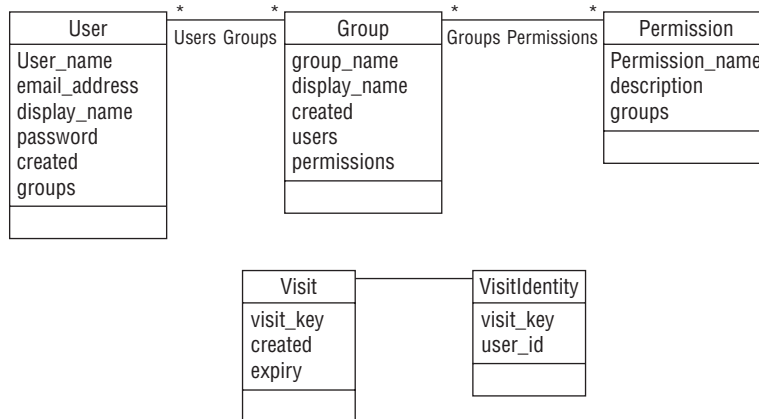 * * * *
User Users Groups Group Groups Permissions Permission
User_name
email_address
display_name
password
created
groups
group_name
display_name
created
users
permissions
Permission_name
description
groups
Visit
visit_key
created
expiry
VisitIdentity
visit_key
user_id